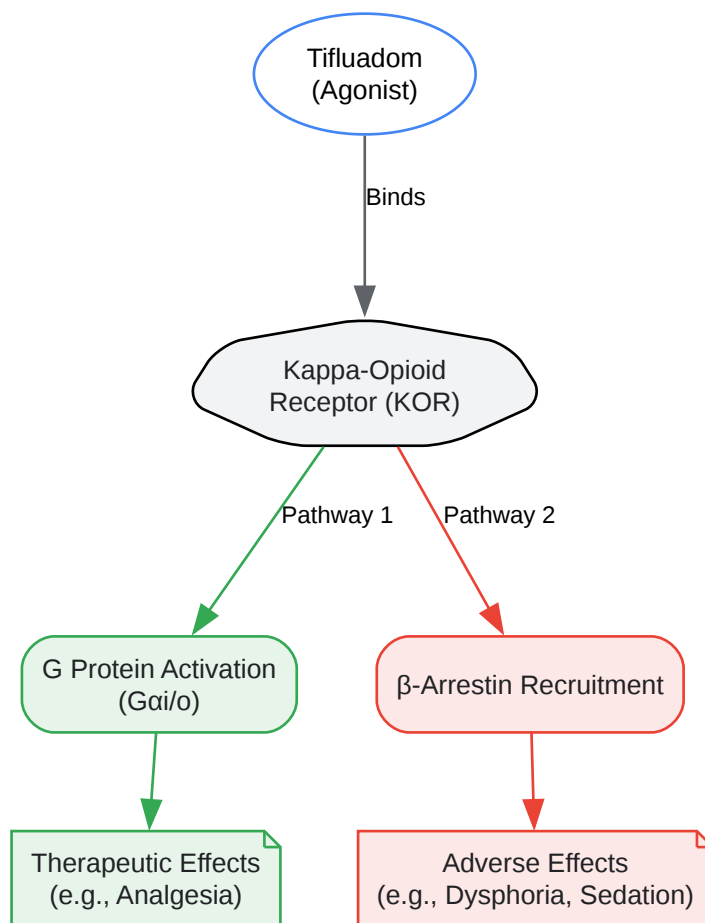 Tifluadom
(Agonist)
Binds
Kappa-Opioid
Receptor (KOR)
Pathway 1
Pathway 2
G Protein Activation
(Gαi/o)
β-Arrestin Recruitment
Therapeutic Effects
(e.g., Analgesia)
Adverse Effects
(e.g., Dysphoria, Sedation)